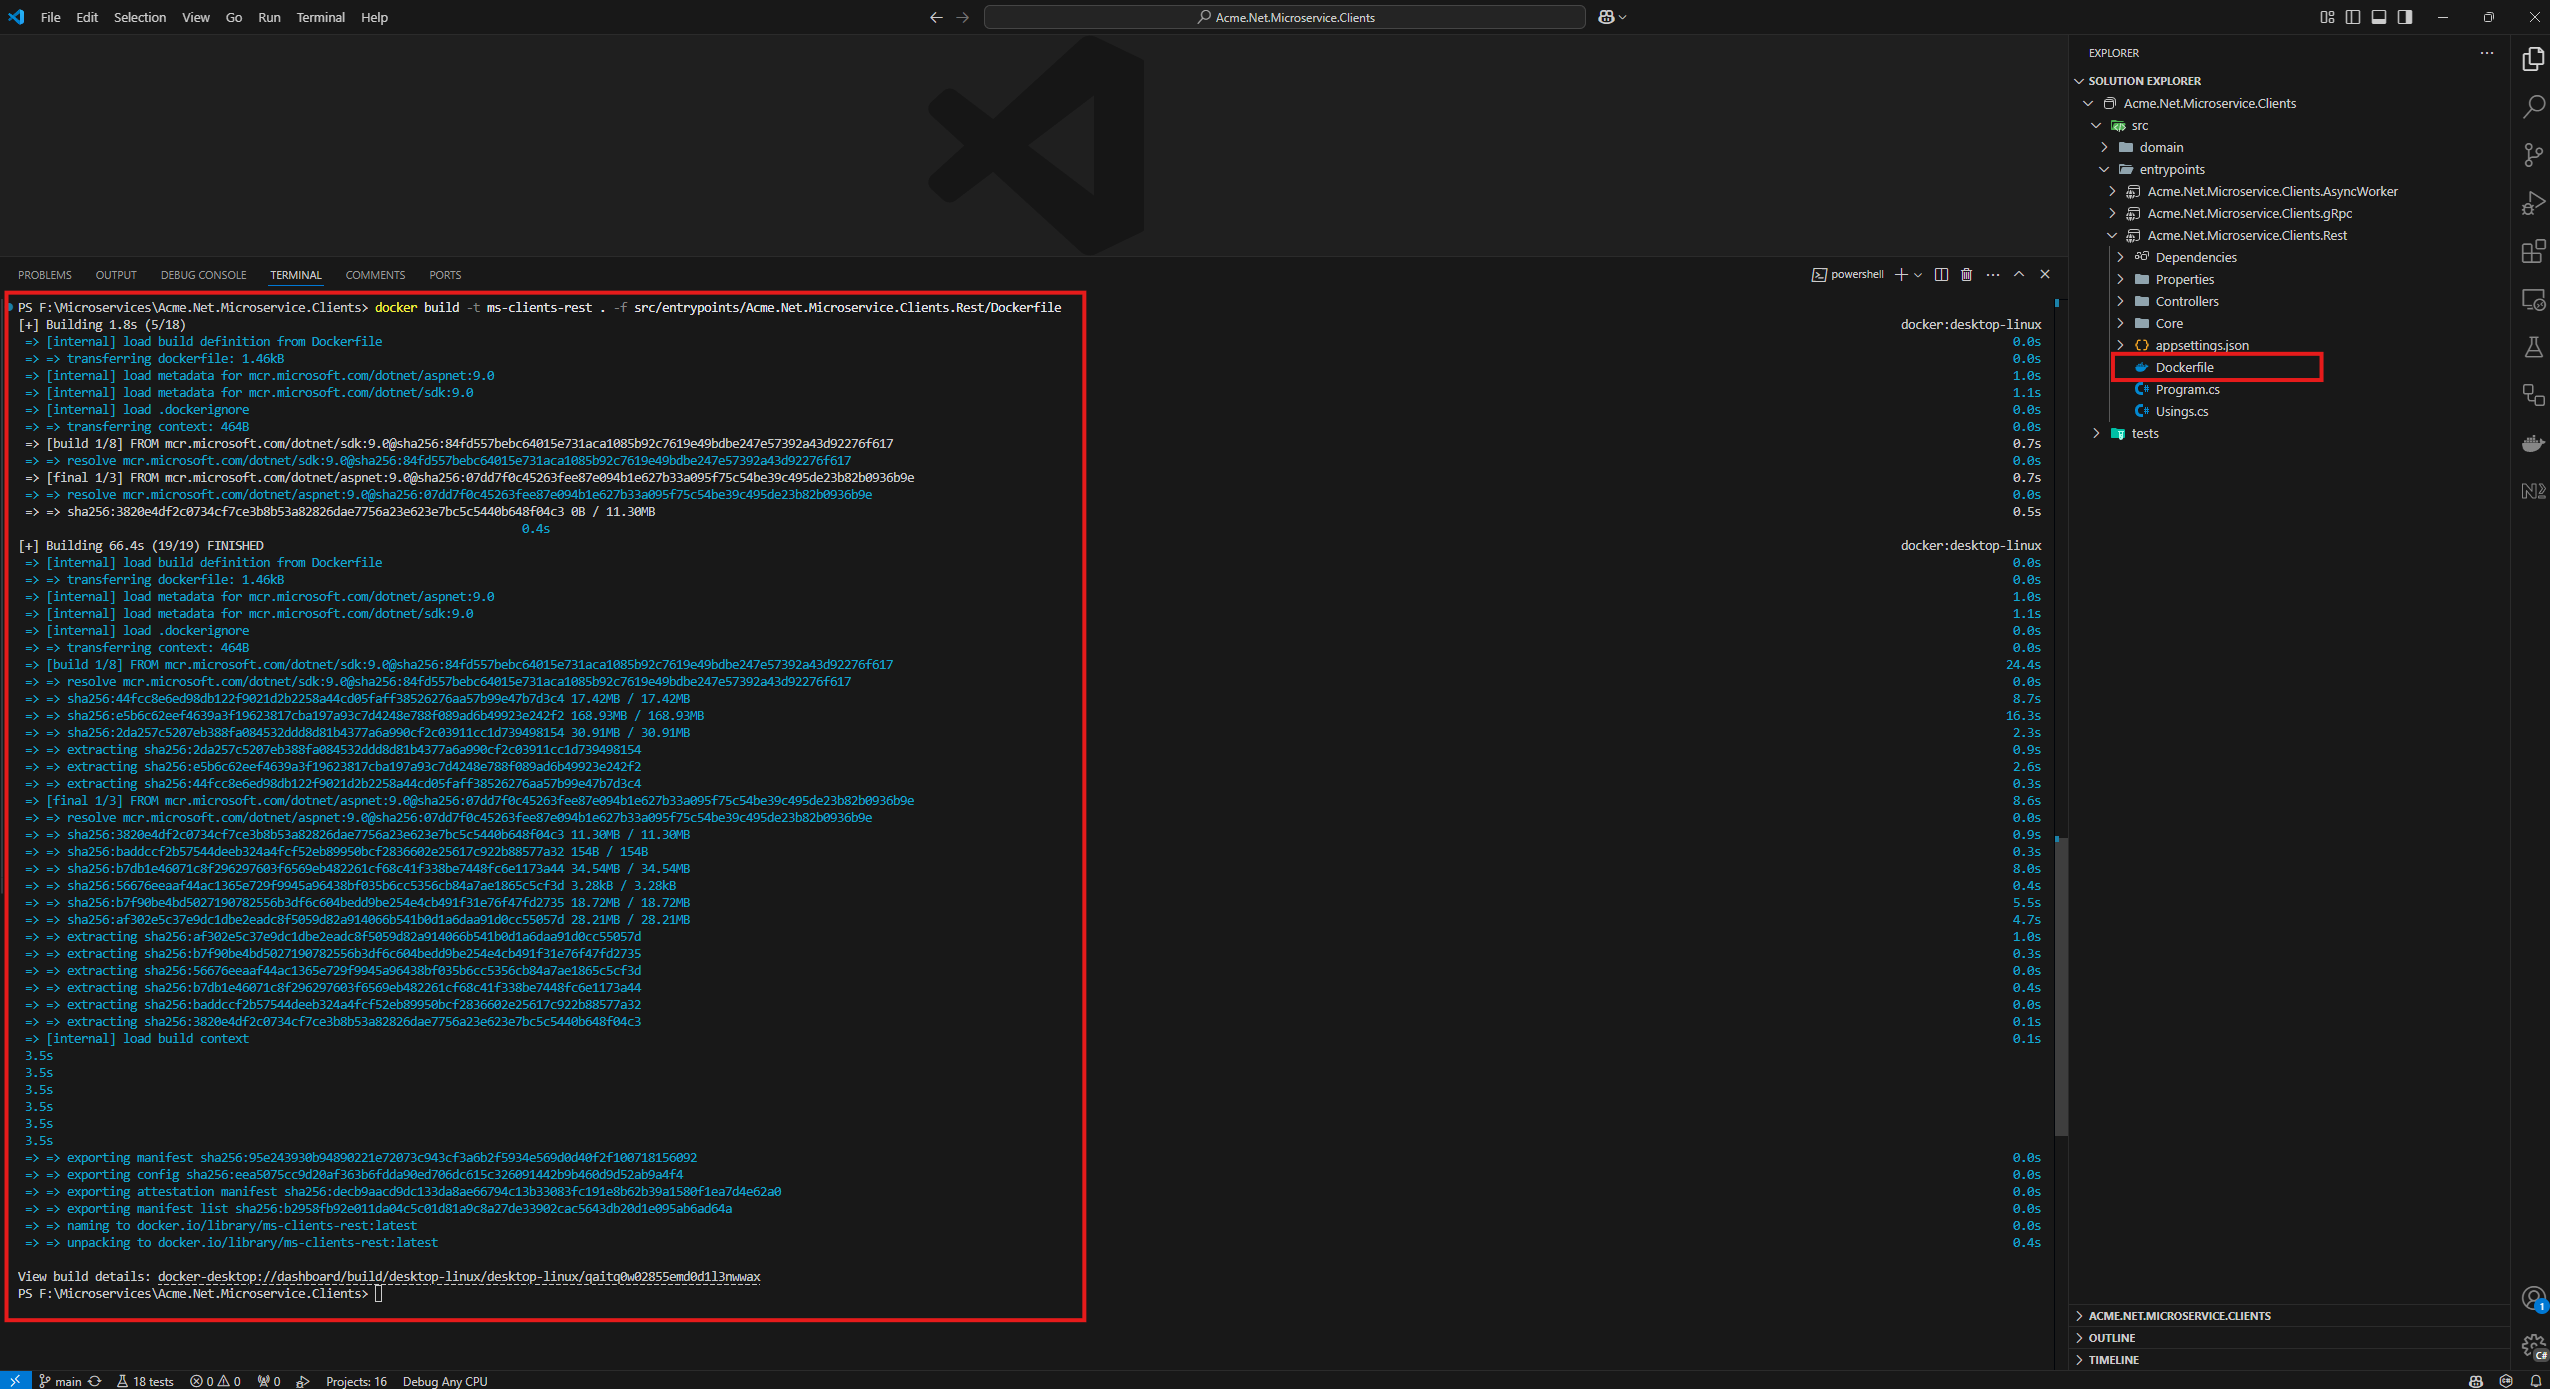 File Edit Selection View Go Run Terminal Help
Acme.Net.Microservice.Clients
PROBLEMS OUTPUT DEBUG CONSOLE TERMINAL COMMENTS PORTS
powershell
PS F:\Microservices\Acme.Net.Microservice.Clients> docker build -t ms-clients-rest . -f src/entrypoints/Acme.Net.Microservice.Clients.Rest/Dockerfile
[+] Building 1.8s (5/18) docker:desktop-linux
=> [internal] load build definition from Dockerfile 0.0s
=> => transferring dockerfile: 1.46kB 0.0s
=> [internal] load metadata for mcr.microsoft.com/dotnet/aspnet:9.0 1.0s
=> [internal] load metadata for mcr.microsoft.com/dotnet/sdk:9.0 1.1s
=> [internal] load .dockerignore 0.0s
=> => transferring context: 464B 0.0s
=> [build 1/8] FROM mcr.microsoft.com/dotnet/sdk:9.0@sha256:84fd557bebc64015e731aca1085b92c7619e49bdbe247e57392a43d92276f617 0.7s
=> => resolve mcr.microsoft.com/dotnet/sdk:9.0@sha256:84fd557bebc64015e731aca1085b92c7619e49bdbe247e57392a43d92276f617 0.0s
=> [final 1/3] FROM mcr.microsoft.com/dotnet/aspnet:9.0@sha256:07dd7f0c45263fee87e094b1e627b33a095f75c54be39c495de23b82b0936b9e 0.7s
=> => resolve mcr.microsoft.com/dotnet/aspnet:9.0@sha256:07dd7f0c45263fee87e094b1e627b33a095f75c54be39c495de23b82b0936b9e 0.0s
=> => sha256:3820e4df2c0734cf7ce3b8b53a82826dae7756a23e623e7bc5c5440b648f04c3 0B / 11.30MB 0.5s
0.4s
[+] Building 66.4s (19/19) FINISHED docker:desktop-linux
=> [internal] load build definition from Dockerfile 0.0s
=> => transferring dockerfile: 1.46kB 0.0s
=> [internal] load metadata for mcr.microsoft.com/dotnet/aspnet:9.0 1.0s
=> [internal] load metadata for mcr.microsoft.com/dotnet/sdk:9.0 1.1s
=> [internal] load .dockerignore 0.0s
=> => transferring context: 464B 0.0s
=> [build 1/8] FROM mcr.microsoft.com/dotnet/sdk:9.0@sha256:84fd557bebc64015e731aca1085b92c7619e49bdbe247e57392a43d92276f617 24.4s
=> => resolve mcr.microsoft.com/dotnet/sdk:9.0@sha256:84fd557bebc64015e731aca1085b92c7619e49bdbe247e57392a43d92276f617 0.0s
=> => sha256:44fcc8e6ed98db122f9021d2b2258a44cd05faff38526276aa57b99e47b7d3c4 17.42MB / 17.42MB 8.7s
=> => sha256:e5b6c62eef4639a3f19623817cba197a93c7d4248e788f089ad6b49923e242f2 168.93MB / 168.93MB 16.3s
=> => sha256:2da257c5207eb388fa084532ddd8d81b4377a6a990cf2c03911cc1d739498154 30.91MB / 30.91MB 2.3s
=> => extracting sha256:2da257c5207eb388fa084532ddd8d81b4377a6a990cf2c03911cc1d739498154 0.9s
=> => extracting sha256:e5b6c62eef4639a3f19623817cba197a93c7d4248e788f089ad6b49923e242f2 2.6s
=> => extracting sha256:44fcc8e6ed98db122f9021d2b2258a44cd05faff38526276aa57b99e47b7d3c4 0.3s
=> [final 1/3] FROM mcr.microsoft.com/dotnet/aspnet:9.0@sha256:07dd7f0c45263fee87e094b1e627b33a095f75c54be39c495de23b82b0936b9e 8.6s
=> => resolve mcr.microsoft.com/dotnet/aspnet:9.0@sha256:07dd7f0c45263fee87e094b1e627b33a095f75c54be39c495de23b82b0936b9e 0.0s
=> => sha256:3820e4df2c0734cf7ce3b8b53a82826dae7756a23e623e7bc5c5440b648f04c3 11.30MB / 11.30MB 0.9s
=> => sha256:baddccf2b57544deeb324a4fcf52eb89950bcf2836602e25617c922b88577a32 154B / 154B 0.3s
=> => sha256:b7db1e46071c8f296297603f6569eb482261cf68c41f338be7448fc6e1173a44 34.54MB / 34.54MB 8.0s
=> => sha256:56676eeaaf44ac1365e729f9945a96438bf035b6cc5356cb84a7ae1865c5cf3d 3.28kB / 3.28kB 0.4s
=> => sha256:b7f90be4bd5027190782556b3df6c604bedd9be254e4cb491f31e76f47fd2735 18.72MB / 18.72MB 5.5s
=> => sha256:af302e5c37e9dc1dbe2eadc8f5059d82a914066b541b0d1a6daa91d0cc55057d 28.21MB / 28.21MB 4.7s
=> => extracting sha256:af302e5c37e9dc1dbe2eadc8f5059d82a914066b541b0d1a6daa91d0cc55057d 1.0s
=> => extracting sha256:b7f90be4bd5027190782556b3df6c604bedd9be254e4cb491f31e76f47fd2735 0.3s
=> => extracting sha256:56676eeaaf44ac1365e729f9945a96438bf035b6cc5356cb84a7ae1865c5cf3d 0.0s
=> => extracting sha256:b7db1e46071c8f296297603f6569eb482261cf68c41f338be7448fc6e1173a44 0.4s
=> => extracting sha256:baddccf2b57544deeb324a4fcf52eb89950bcf2836602e25617c922b88577a32 0.0s
=> => extracting sha256:3820e4df2c0734cf7ce3b8b53a82826dae7756a23e623e7bc5c5440b648f04c3 0.1s
=> [internal] load build context 0.1s
3.5s
3.5s
3.5s
3.5s
3.5s
3.5s
=> => exporting manifest sha256:95e243930b94890221e72073c943cf3a6b2f5934e569d0d40f2f100718156092 0.0s
=> => exporting config sha256:eea5075cc9d20af363b6fdda90ed706dc615c326091442b9b460d9d52ab9a4f4 0.0s
=> => exporting attestation manifest sha256:decb9aacd9dc133da8ae66794c13b33083fc191e8b62b39a1580f1ea7d4e62a0 0.0s
=> => exporting manifest list sha256:b2958fb92e011da04c5c01d81a9c8a27de33902cac5643db20d1e095ab6ad64a 0.0s
=> => naming to docker.io/library/ms-clients-rest:latest 0.0s
=> => unpacking to docker.io/library/ms-clients-rest:latest 0.4s
View build details: docker-desktop://dashboard/build/desktop-linux/desktop-linux/qaitq0w02855emd0d1l3nwwax
PS F:\Microservices\Acme.Net.Microservice.Clients>
EXPLORER
SOLUTION EXPLORER
Acme.Net.Microservice.Clients
src
domain
entrypoints
Acme.Net.Microservice.Clients.AsyncWorker
Acme.Net.Microservice.Clients.gRpc
Acme.Net.Microservice.Clients.Rest
Dependencies
Properties
Controllers
Core
appsettings.json
Dockerfile
Program.cs
Usings.cs
tests
ACME.NET.MICROSERVICE.CLIENTS
OUTLINE
TIMELINE
1
C#
main 18 tests 0 0 0 Projects: 16 Debug Any CPU